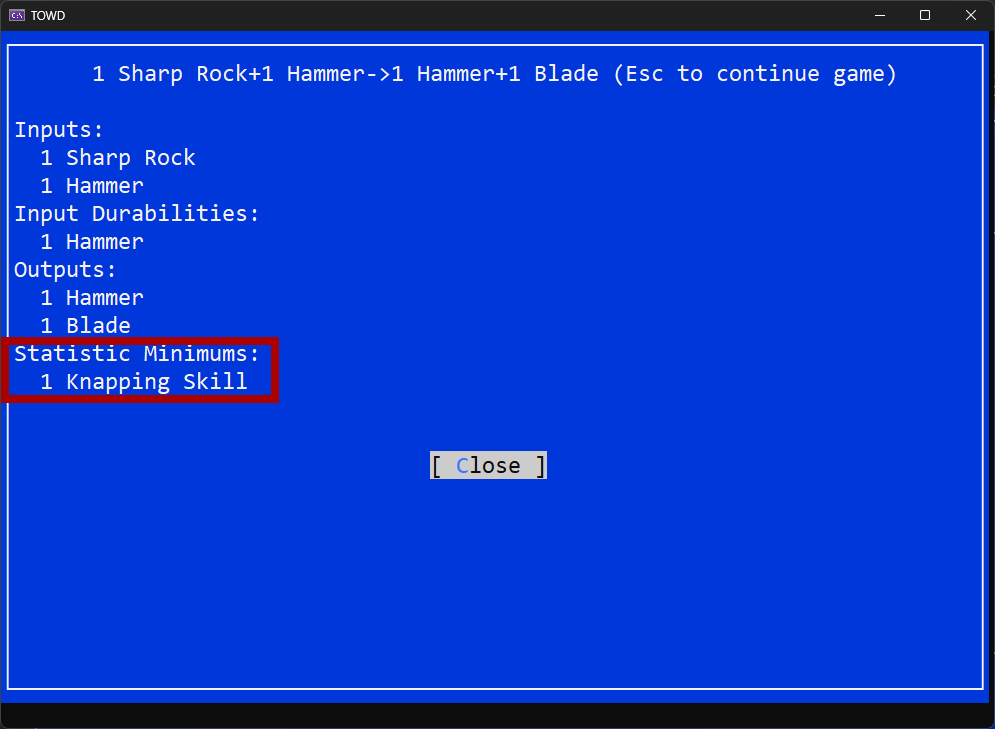 TOWD
1 Sharp Rock+1 Hammer->1 Hammer+1 Blade (Esc to continue game)
Inputs:
1 Sharp Rock
1 Hammer
Input Durabilities:
1 Hammer
Outputs:
1 Hammer
1 Blade
Statistic Minimums:
1 Knapping Skill
[ Close ]